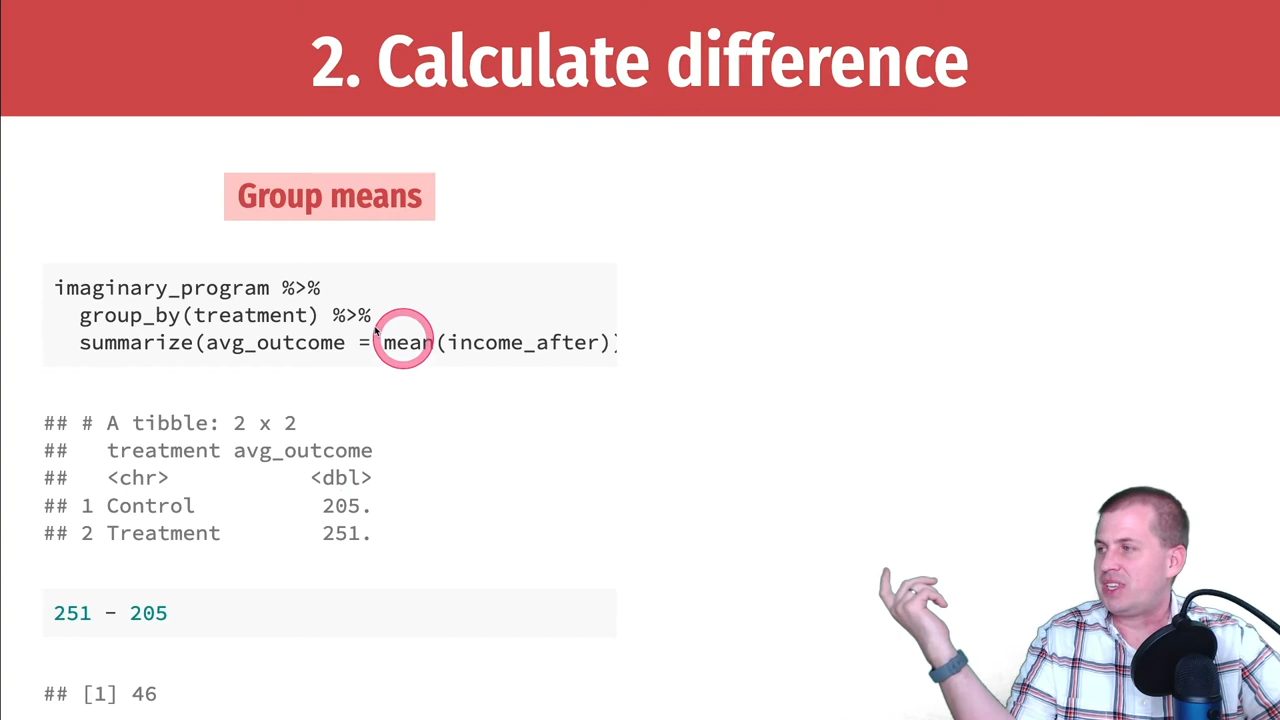 2. Calculate difference
Group means
imaginary_program %>%
  group_by(treatment) %>%
  summarize(avg_outcome = mean(income_after))
## # A tibble: 2 x 2
##   treatment avg_outcome
##   <chr>           <dbl>
## 1 Control          205.
## 2 Treatment        251.
251 - 205
## [1] 46